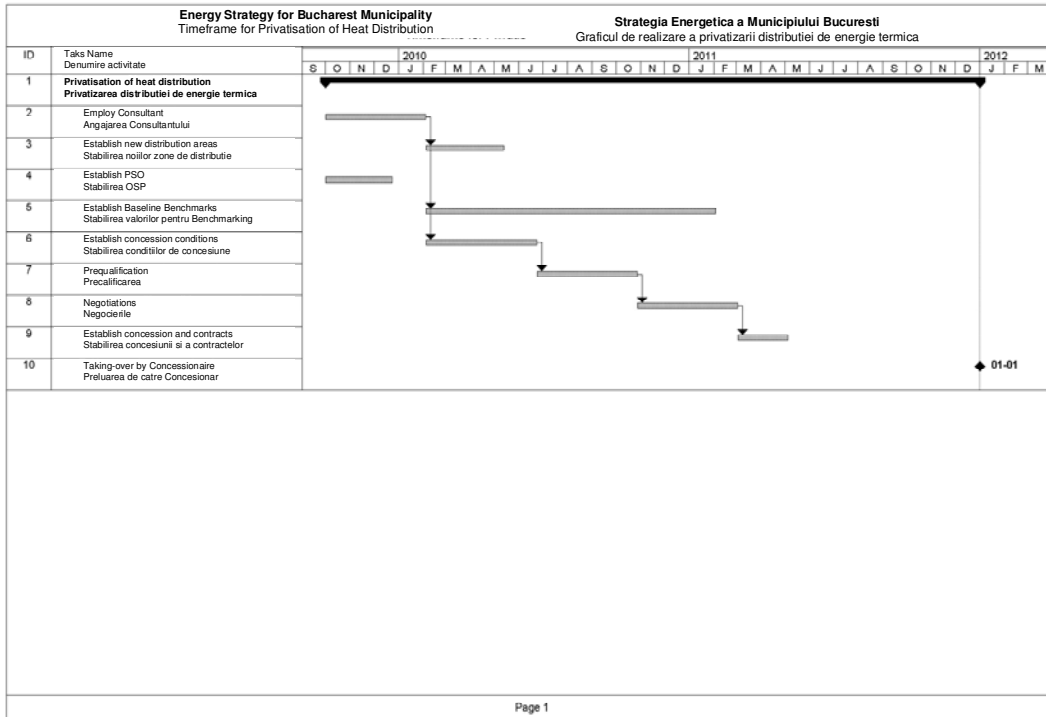 Energy Strategy for Bucharest Municipality
Timeframe for Privatisation of Heat Distribution
Strategia Energetica a Municipiului Bucuresti
Graficul de realizare a privatizarii distributiei de energie termica
ID
Taks Name
Denumire activitate
2010 2011 2012
S O N D J F M A M J J A S O N D J F M A M J J A S O N D J F M
1
Privatisation of heat distribution
Privatizarea distributiei de energie termica
2
Employ Consultant
Angajarea Consultantului
3
Establish new distribution areas
Stabilirea noiilor zone de distributie
4
Establish PSO
Stabilirea OSP
5
Establish Baseline Benchmarks
Stabilirea valorilor pentru Benchmarking
6
Establish concession conditions
Stabilirea conditiilor de concesiune
7
Prequalification
Precalificarea
8
Negotiations
Negocierile
9
Establish concession and contracts
Stabilirea concesiunii si a contractelor
10
Taking-over by Concessionaire
Preluarea de catre Concesionar
01-01
Page 1